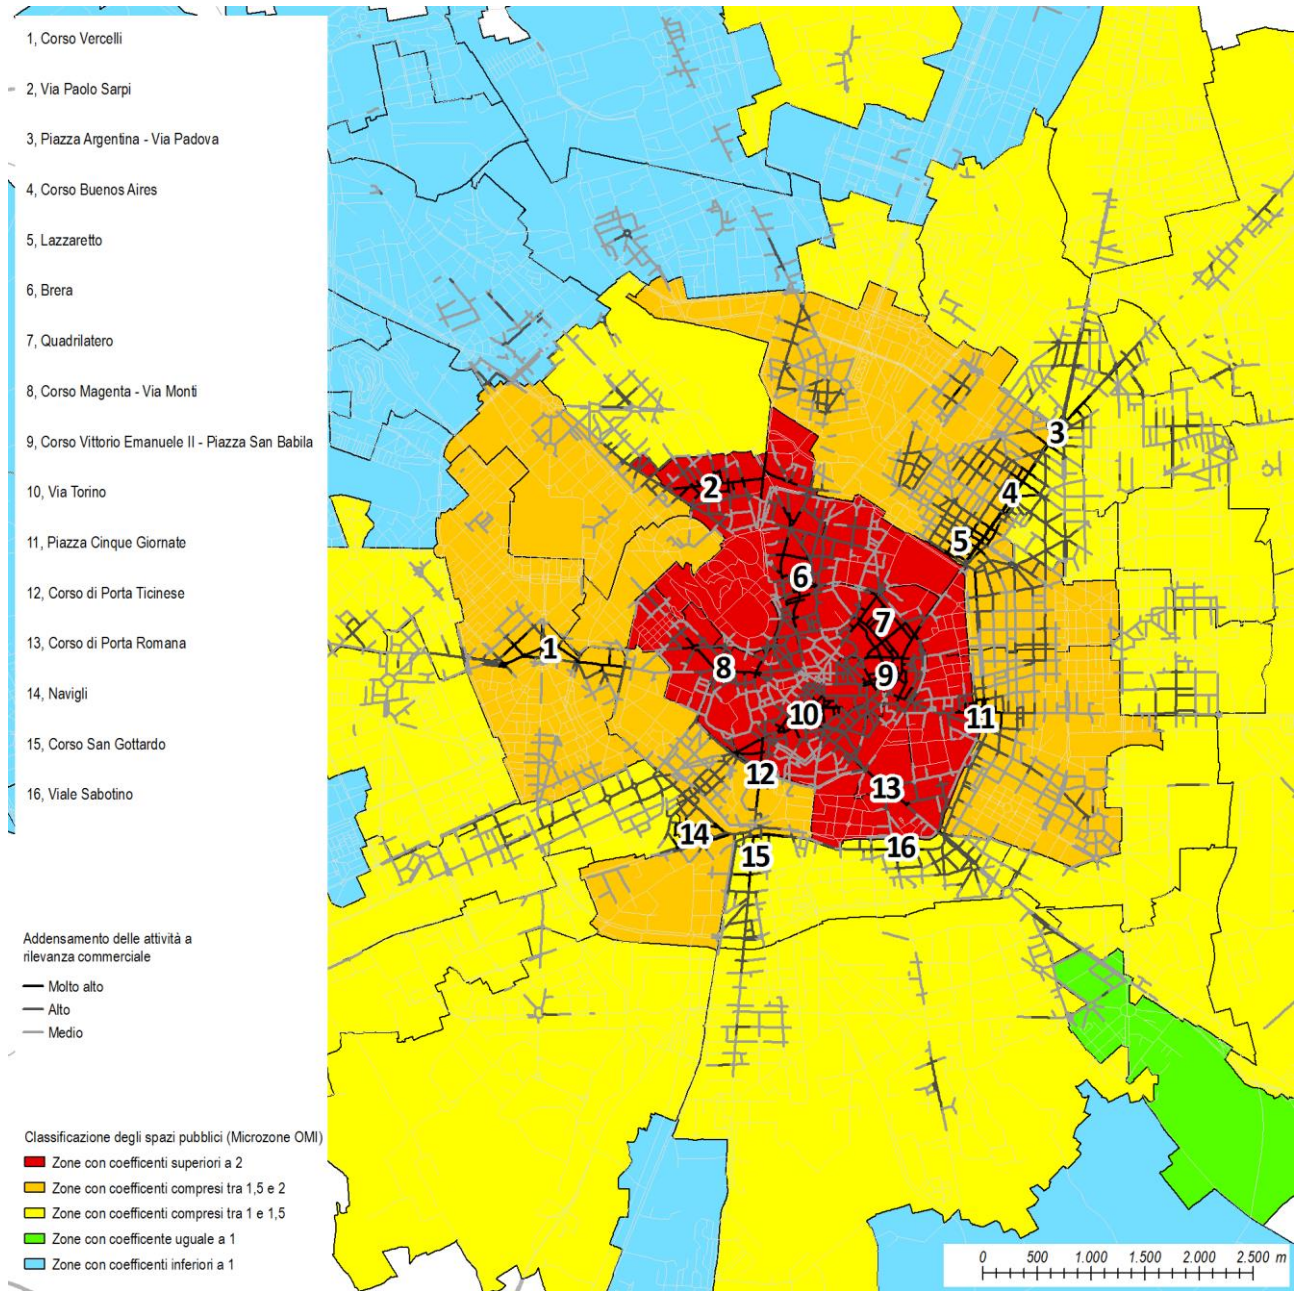 1, Corso Vercelli
2, Via Paolo Sarpi
3, Piazza Argentina - Via Padova
4, Corso Buenos Aires
5, Lazzaretto
6, Brera
7, Quadrilatero
8, Corso Magenta - Via Monti
9, Corso Vittorio Emanuele II - Piazza San Babila
10, Via Torino
11, Piazza Cinque Giornate
12, Corso di Porta Ticinese
13, Corso di Porta Romana
14, Navigli
15, Corso San Gottardo
16, Viale Sabotino
Addensamento delle attività a
rilevanza commerciale
Molto alto
Alto
Medio
Classificazione degli spazi pubblici (Microzone OMI)
Zone con coefficenti superiori a 2
Zone con coefficenti compresi tra 1,5 e 2
Zone con coefficenti compresi tra 1 e 1,5
Zone con coefficente uguale a 1
Zone con coefficenti inferiori a 1
3
2
4
5
6
7
1
8
9
10
11
12
13
14
15
16
0 500 1.000 1.500 2.000 2.500 m